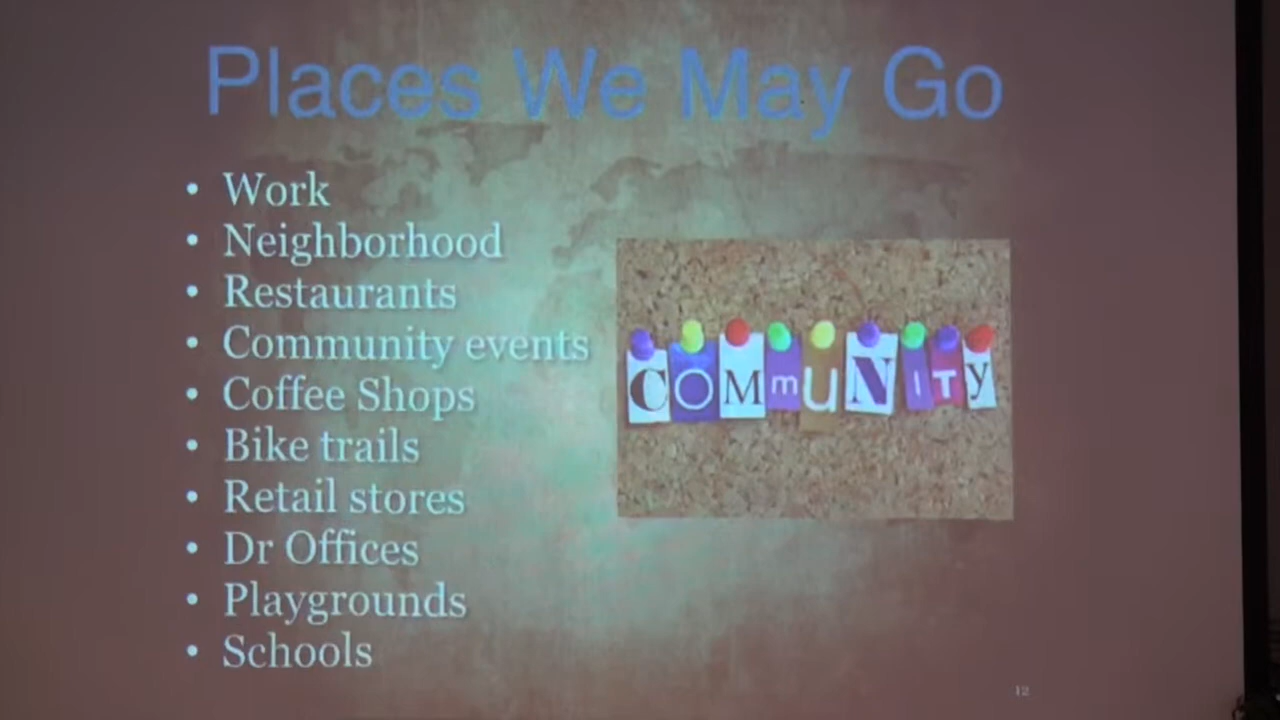 Places We May Go
• Work
• Neighborhood
• Restaurants
• Community events
• Coffee Shops
• Bike trails
• Retail stores
• Dr Offices
• Playgrounds
• Schools
COMmUNITy
12